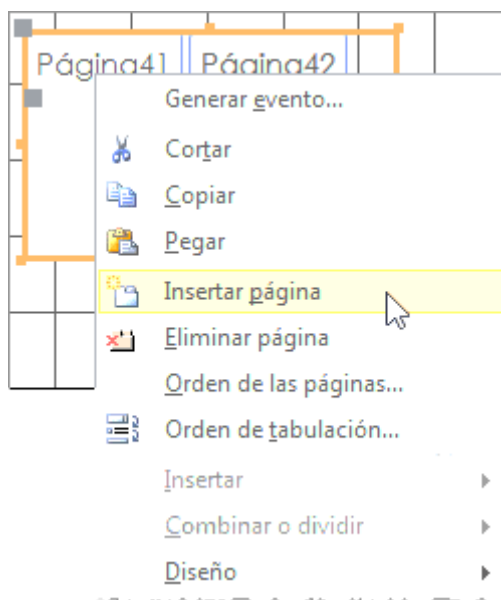 Página41 Página42
Generar evento...
Cortar
Copiar
Pegar
Insertar página
Eliminar página
Orden de las páginas...
Orden de tabulación...
Insertar
Combinar o dividir
Diseño